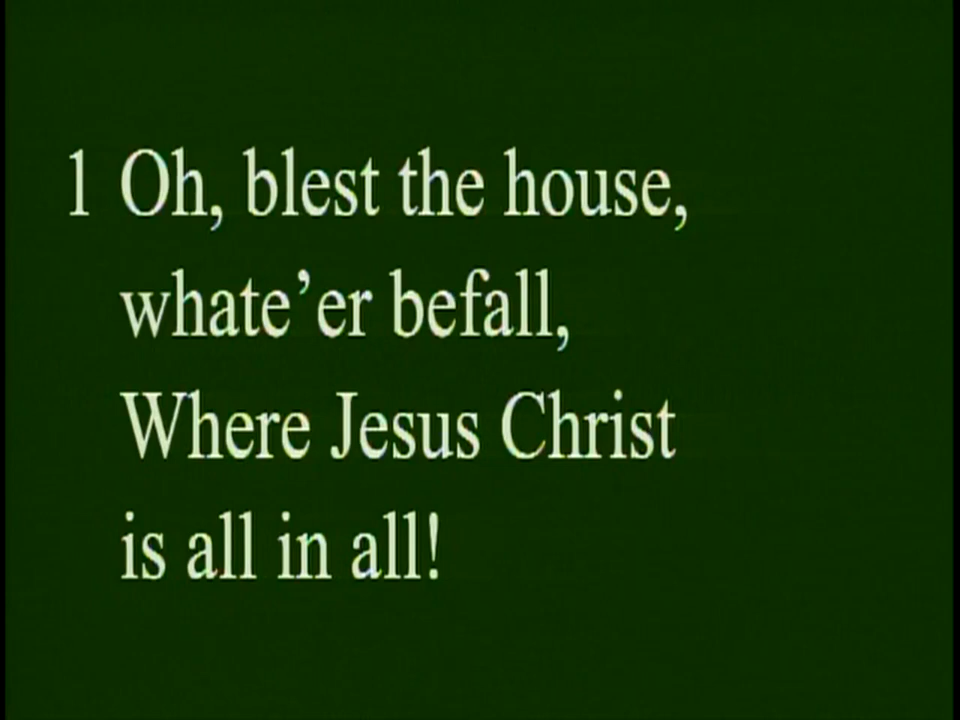 1 Oh, blest the house,
whate’er befall,
Where Jesus Christ
is all in all!